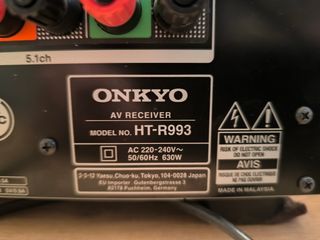 5.1ch
ONKYO
AV RECEIVER
MODEL NO. HT-R993
AC 220-240V~
50/60Hz 630W
2-3-12 Yaesu, Chuo-ku, Tokyo, 104-0028 Japan
EU Importer Gutenbergstrasse 3
82178 Puchheim, Germany
WARNING
RISK OF ELECTRIC SHOCK
DO NOT OPEN
AVIS
RISQUE DE CHOC ELECTRIQUE
NE PAS OUVRIR
MADE IN MALAYSIA